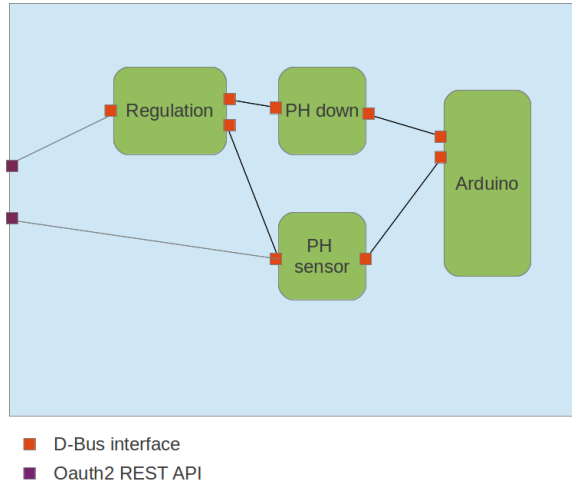 Regulation
PH down
Arduino
PH
sensor
D-Bus interface
Oauth2 REST API